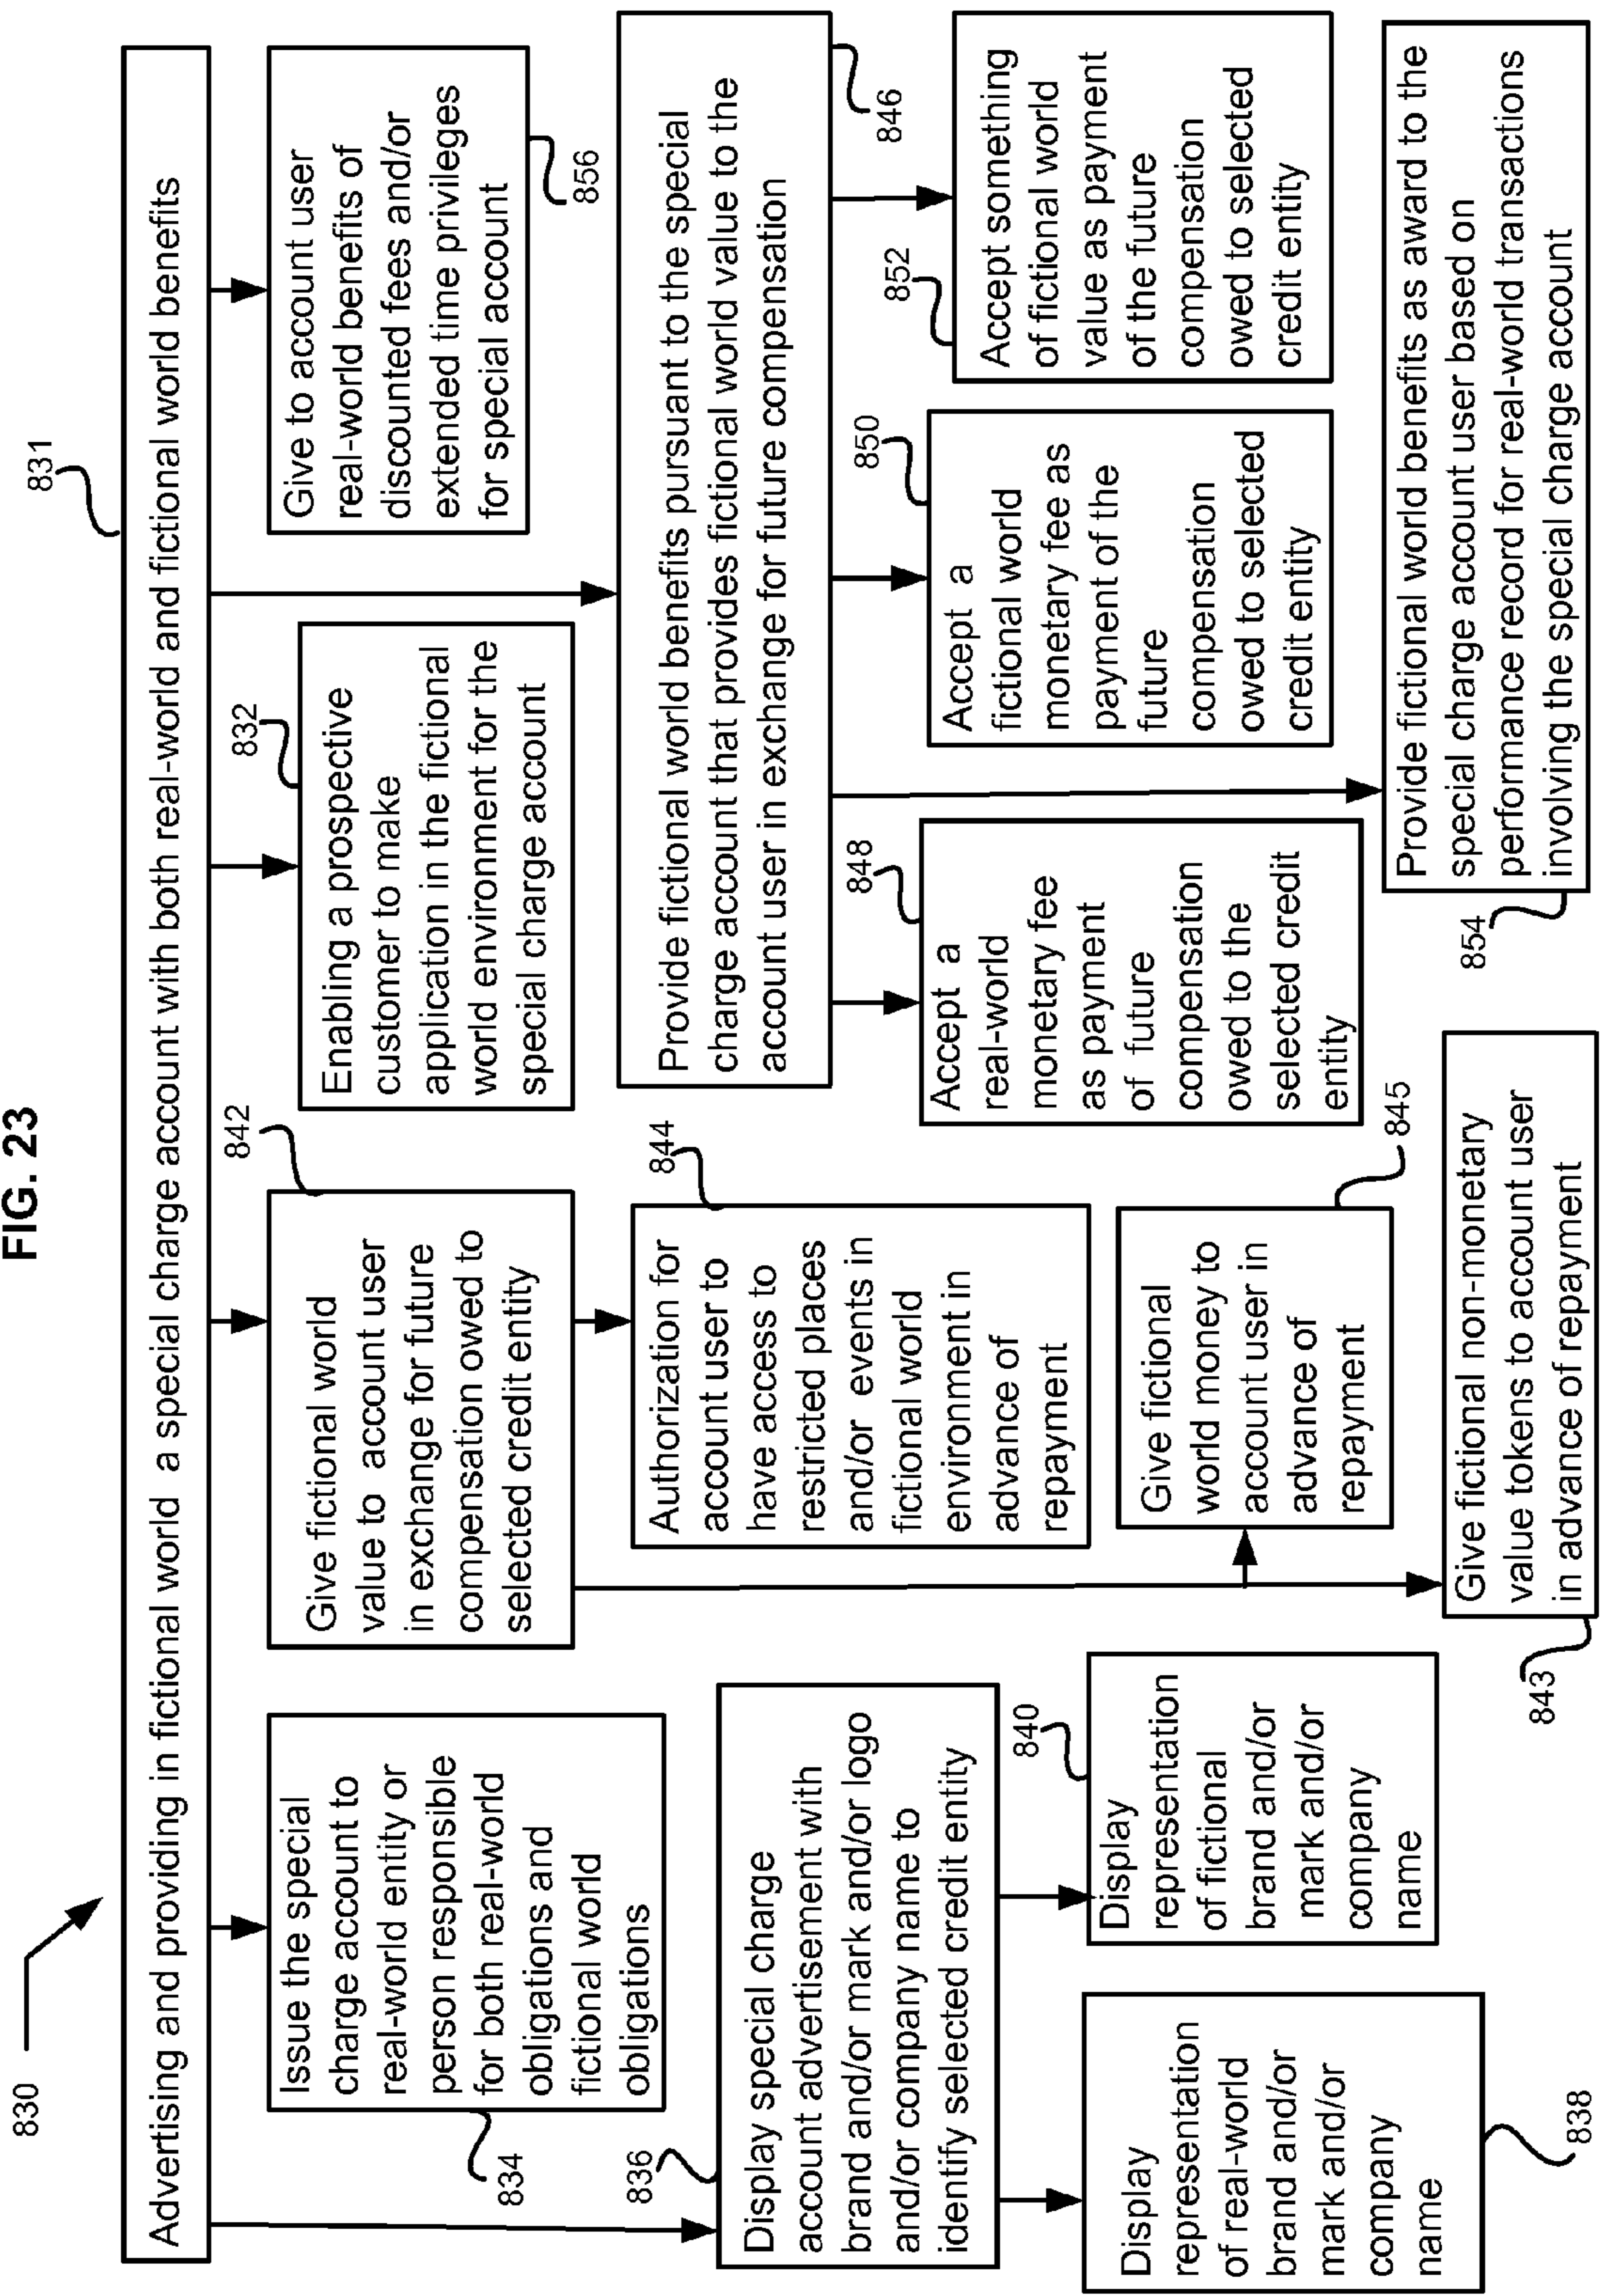 FIG. 23
830
831
Advertising and providing in fictional world a special charge account with both real-world and fictional world benefits
834
Issue the special
charge account to
real-world entity or
person responsible
for both real-world
obligations and
fictional world
obligations
842
Give fictional world
value to account user
in exchange for future
compensation owed to
selected credit entity
832
Enabling a prospective
customer to make
application in the fictional
world environment for the
special charge account
856
Give to account user
real-world benefits of
discounted fees and/or
extended time privileges
for special account
836
Display special charge
account advertisement with
brand and/or mark and/or logo
and/or company name to
identify selected credit entity
844
Authorization for
account user to
have access to
restricted places
and/or events in
fictional world
environment in
advance of
repayment
846
Provide fictional world benefits pursuant to the special
charge account that provides fictional world value to the
account user in exchange for future compensation
838
Display
representation
of real-world
brand and/or
mark and/or
company
name
840
Display
representation
of fictional
brand and/or
mark and/or
company
name
845
Give fictional
world money to
account user in
advance of
repayment
848
Accept a
real-world
monetary fee
as payment
of future
compensation
owed to the
selected credit
entity
850
Accept a
fictional world
monetary fee as
payment of the
future
compensation
owed to selected
credit entity
852
Accept something
of fictional world
value as payment
of the future
compensation
owed to selected
credit entity
843
Give fictional non-monetary
value tokens to account user
in advance of repayment
854
Provide fictional world benefits as award to the
special charge account user based on
performance record for real-world transactions
involving the special charge account